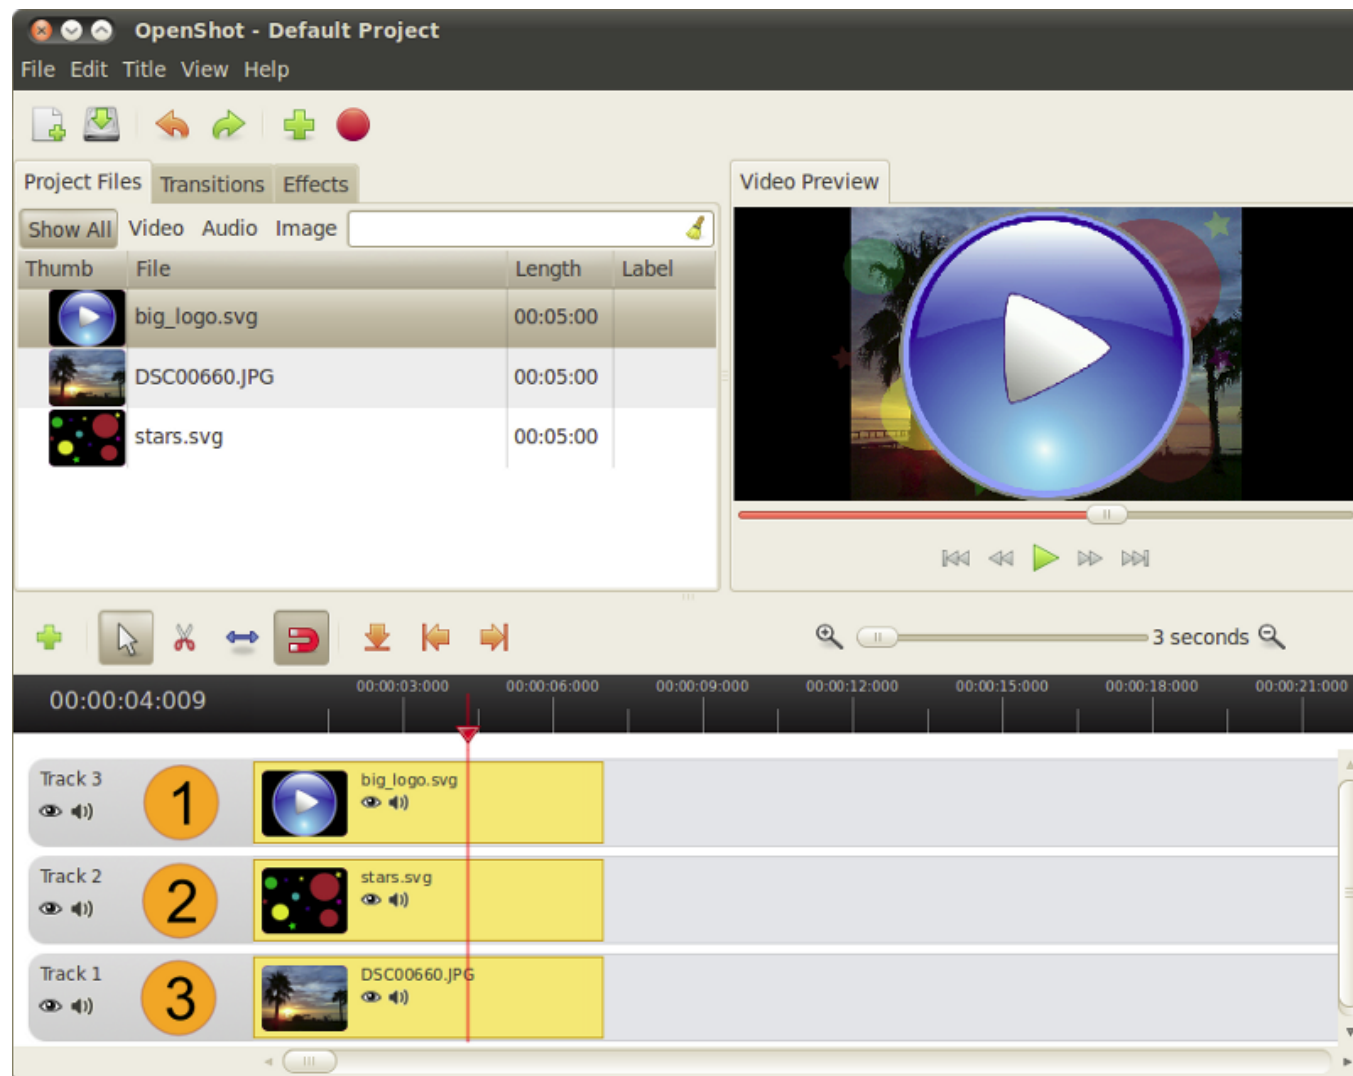 OpenShot - Default Project
File Edit Title View Help
Project Files Transitions Effects
Video Preview
Show All Video Audio Image
Thumb File Length Label
big_logo.svg 00:05:00
DSC00660.JPG 00:05:00
stars.svg 00:05:00
3 seconds
00:00:04:009
00:00:03:000 00:00:06:000 00:00:09:000 00:00:12:000 00:00:15:000 00:00:18:000 00:00:21:000
Track 3
1
big_logo.svg
Track 2
2
stars.svg
Track 1
3
DSC00660.JPG